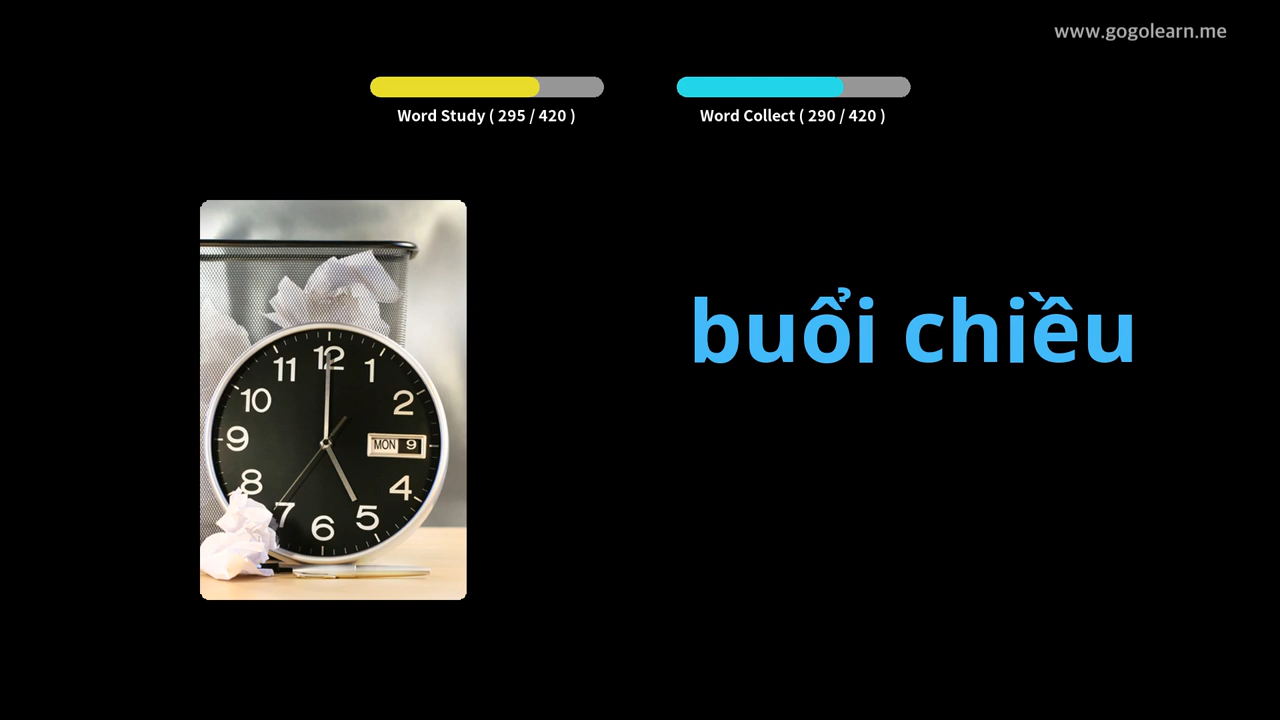 www.gogolearn.me
Word Study ( 295 / 420 )
Word Collect ( 290 / 420 )
buổi chiều
12
11
1
10
2
9
MON 9
8
4
7
5
6